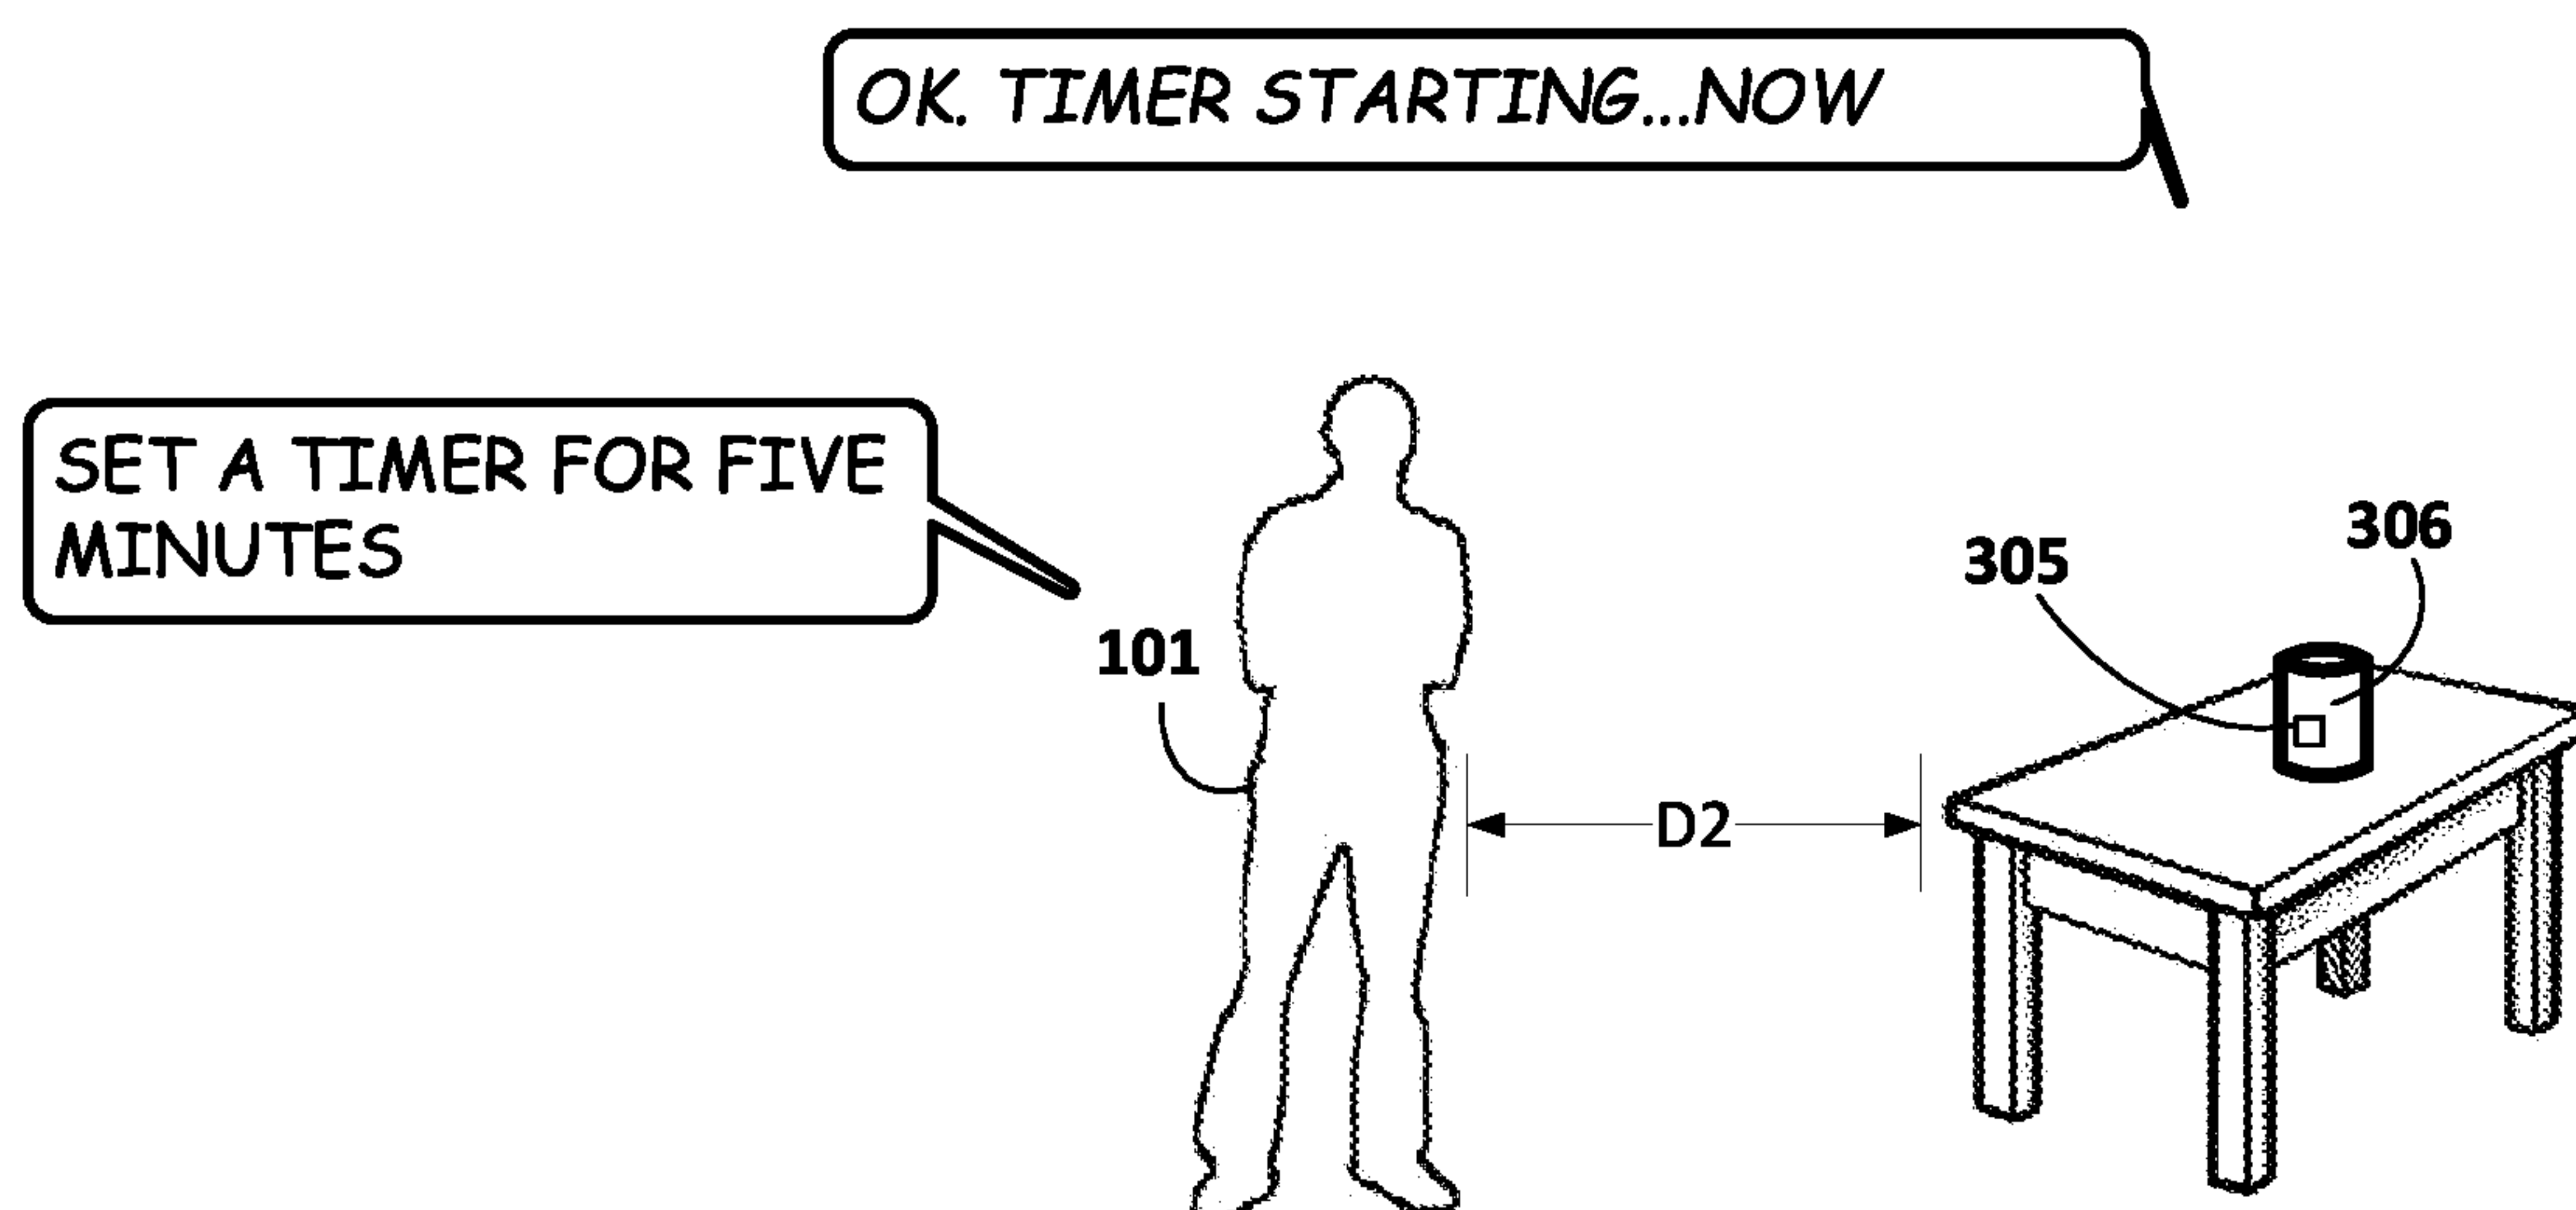 OK. TIMER STARTING...NOW
SET A TIMER FOR FIVE
MINUTES
101
305
306
D2